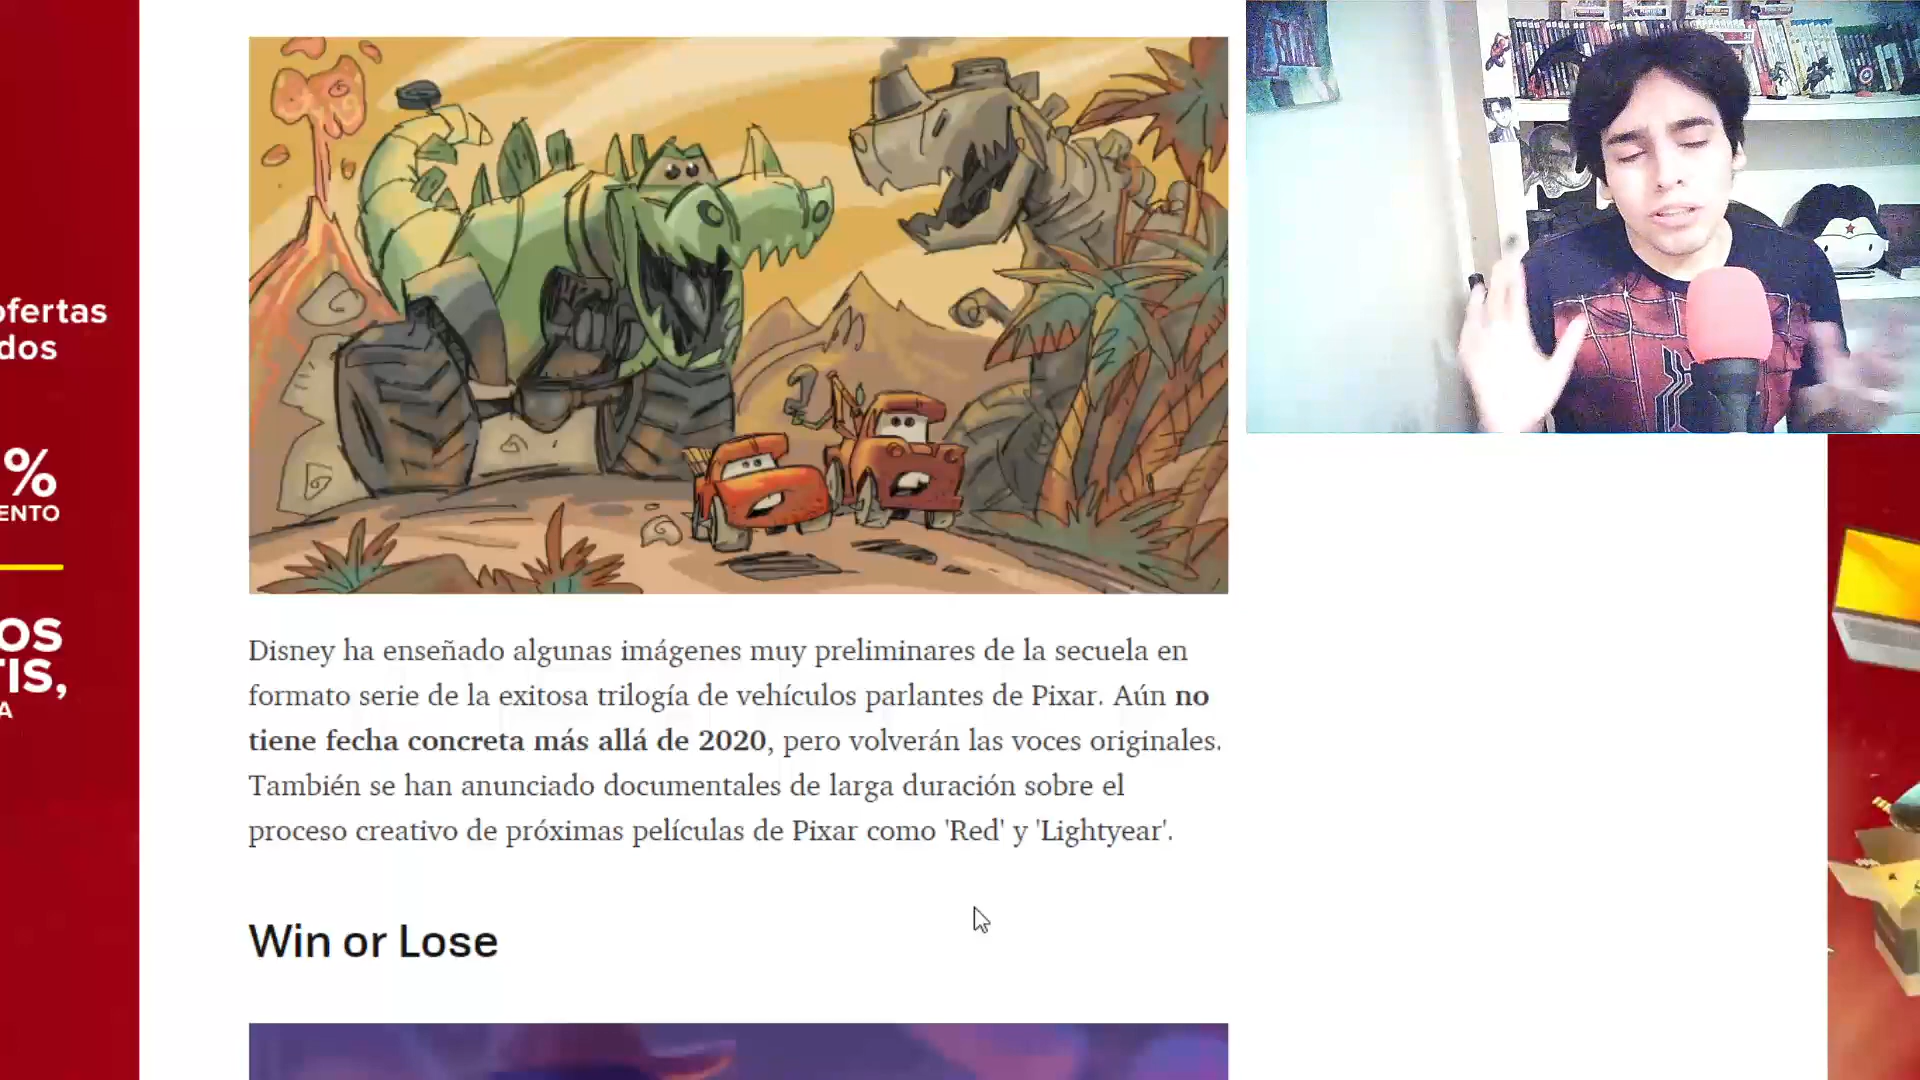 ofertas
dos
%
ENTO
OS
TIS,
A
Disney ha enseñado algunas imágenes muy preliminares de la secuela en
formato serie de la exitosa trilogía de vehículos parlantes de Pixar. Aún no
tiene fecha concreta más allá de 2020, pero volverán las voces originales.
También se han anunciado documentales de larga duración sobre el
proceso creativo de próximas películas de Pixar como 'Red' y 'Lightyear'.
Win or Lose